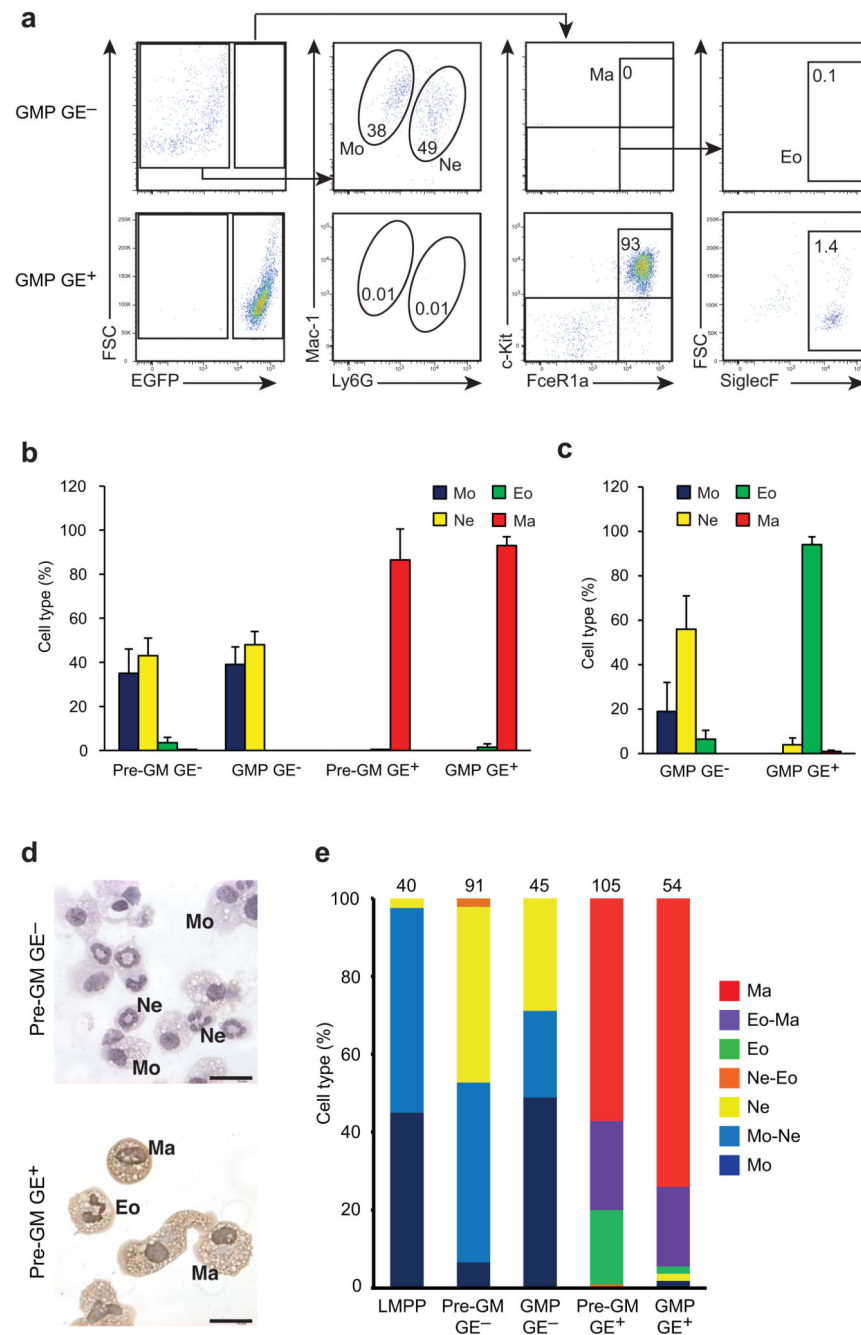 a
GMP GE–
FSC
Mac-1
c-Kit
FSC
38
Mo
49
Ne
Ma
0
0.1
Eo
GMP GE+
250K
200K
150K
100K
50K
0
0.01
0.01
93
1.4
EGFP
Ly6G
FceR1a
SiglecF
b
120
100
80
60
40
20
0
Cell type (%)
Mo
Eo
Ne
Ma
Pre-GM GE-
GMP GE-
Pre-GM GE+
GMP GE+
c
120
100
80
60
40
20
0
Cell type (%)
Mo
Eo
Ne
Ma
GMP GE-
GMP GE+
d
Pre-GM GE–
Mo
Ne
Ne
Mo
Pre-GM GE+
Ma
Eo
Ma
e
40 91 45 105 54
100
80
60
40
20
0
Cell type (%)
LMPP
Pre-GM
GE–
GMP
GE–
Pre-GM
GE+
GMP
GE+
Ma
Eo-Ma
Eo
Ne-Eo
Ne
Mo-Ne
Mo